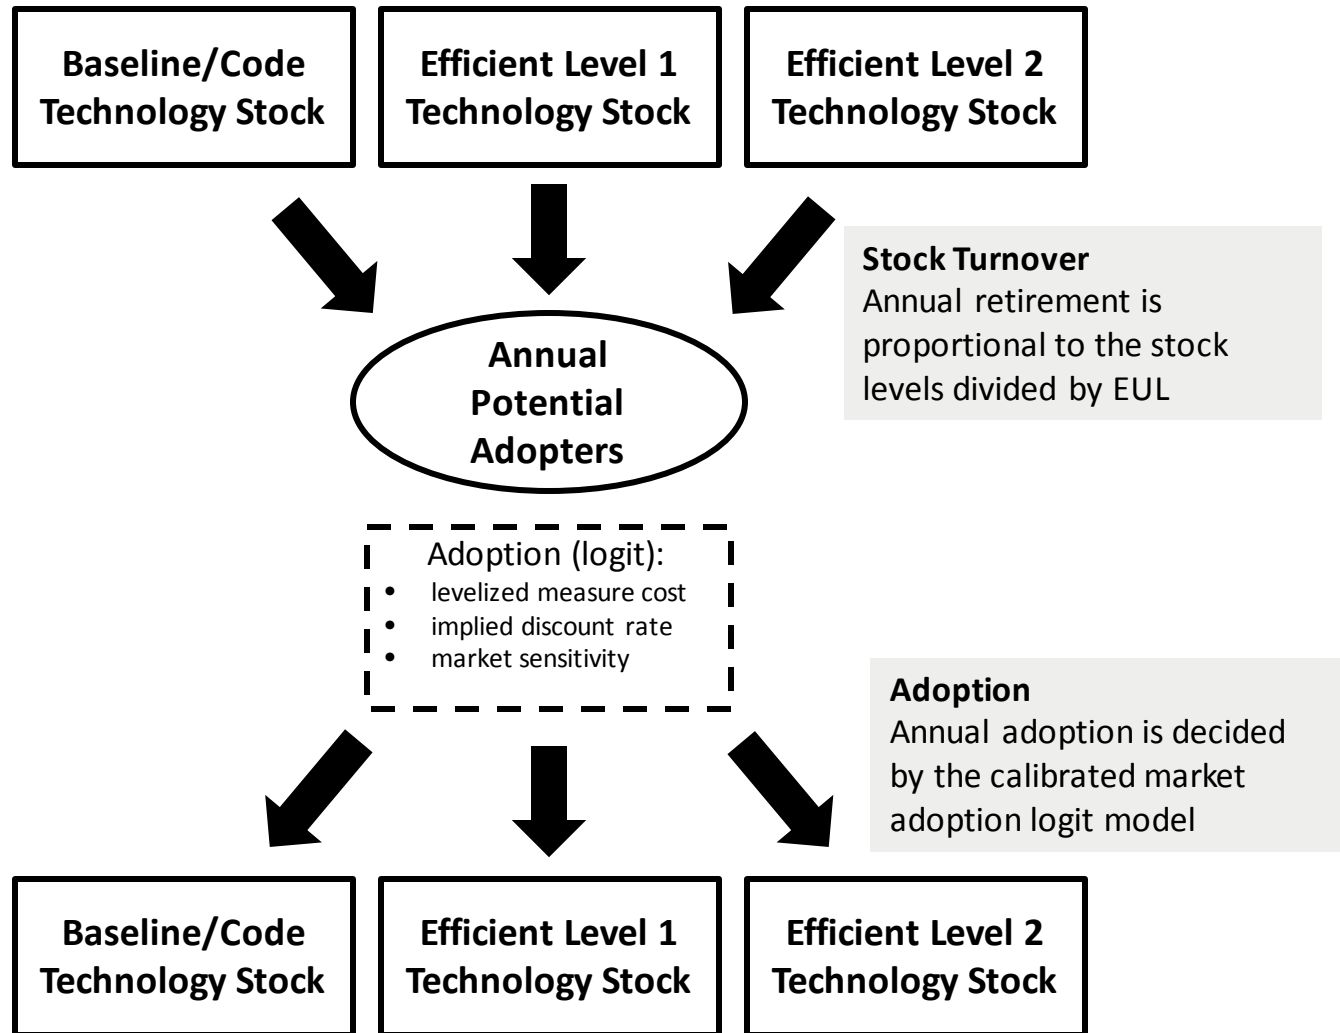 Baseline/Code
Technology Stock
Efficient Level 1
Technology Stock
Efficient Level 2
Technology Stock
Stock Turnover
Annual retirement is
proportional to the stock
levels divided by EUL
Annual
Potential
Adopters
Adoption (logit):
• levelized measure cost
• implied discount rate
• market sensitivity
Adoption
Annual adoption is decided
by the calibrated market
adoption logit model
Baseline/Code
Technology Stock
Efficient Level 1
Technology Stock
Efficient Level 2
Technology Stock